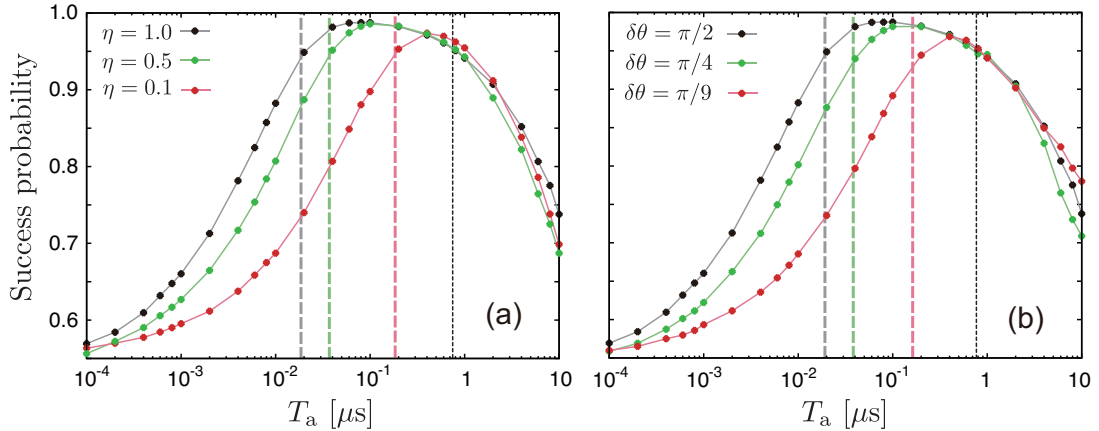 Success probability
1.0
0.9
0.8
0.7
0.6
η = 1.0
η = 0.5
η = 0.1
(a)
10⁻⁴ 10⁻³ 10⁻² 10⁻¹ 1 10
Tₐ [μs]
δθ = π/2
δθ = π/4
δθ = π/9
(b)
10⁻⁴ 10⁻³ 10⁻² 10⁻¹ 1 10
Tₐ [μs]